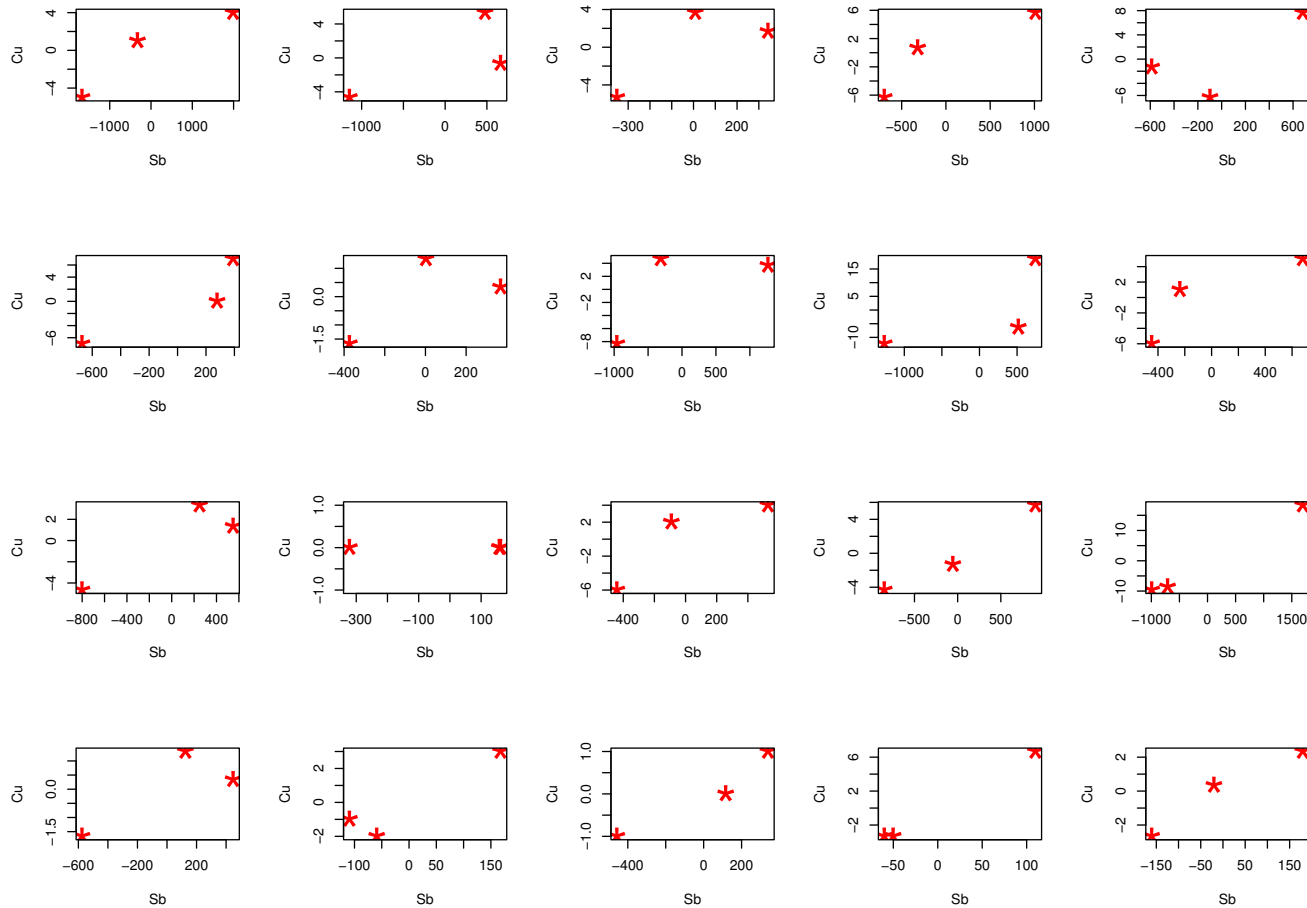 Cu
−4 0 2 4
−1000 0 1000
Sb
Cu
−4 0 4
−1000 0 500
Sb
Cu
−4 0 4
−300 0 200
Sb
Cu
−6 −2 2 6
−500 0 500 1000
Sb
Cu
−6 0 4 8
−600 −200 200 600
Sb
Cu
−6 0 4
−600 −200 200
Sb
Cu
−1.5 0.0
−400 0 200
Sb
Cu
−8 −2 2
−1000 0 500
Sb
Cu
−10 5 15
−1000 0 500
Sb
Cu
−6 −2 2
−400 0 400
Sb
Cu
−4 0 2
−800 −400 0 400
Sb
Cu
−1.0 0.0 1.0
−300 −100 100
Sb
Cu
−6 −2 2
−400 0 200
Sb
Cu
−4 0 6
−500 0 500
Sb
Cu
−10 0 10
−1000 0 500 1500
Sb
Cu
−1.5 0.0
−600 −200 200
Sb
Cu
−2 0 2
−100 0 50 150
Sb
Cu
−1.0 0.0 1.0
−400 0 200
Sb
Cu
−2 2 6
−50 0 50 100
Sb
Cu
−2 0 2
−150 −50 50 150
Sb